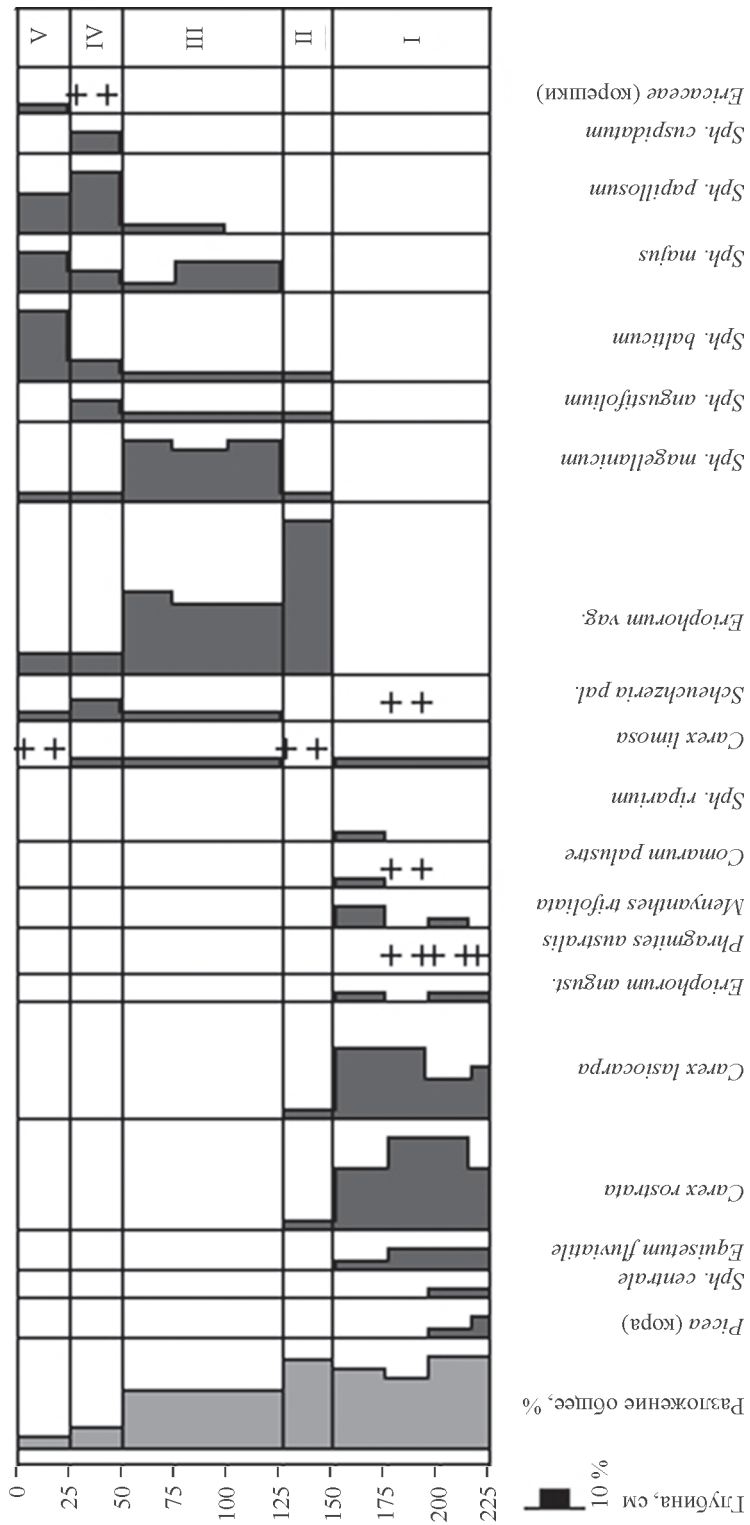 Глубина, см
0
25
50
75
100
125
150
175
200
225
10 %
Разложение общее, %
Picea (кора)
Sph. centrale
Equisetum fluviatile
Carex rostrata
Carex lasiocarpa
Eriophorum angust.
Phragmites australis
Menyanthes trifoliata
Comarum palustre
Sph. riparium
Carex limosa
Scheuchzeria pal.
Eriophorum vag.
Sph. magellanicum
Sph. angustifolium
Sph. balticum
Sph. majus
Sph. papillosum
Sph. cuspidatum
Ericaceae (корешки)
V
IV
III
II
I